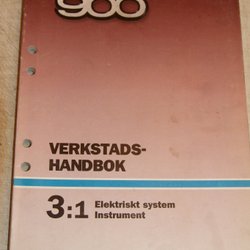 900
VERKSTADS-
HANDBOK
3:1 Elektriskt system
Instrument